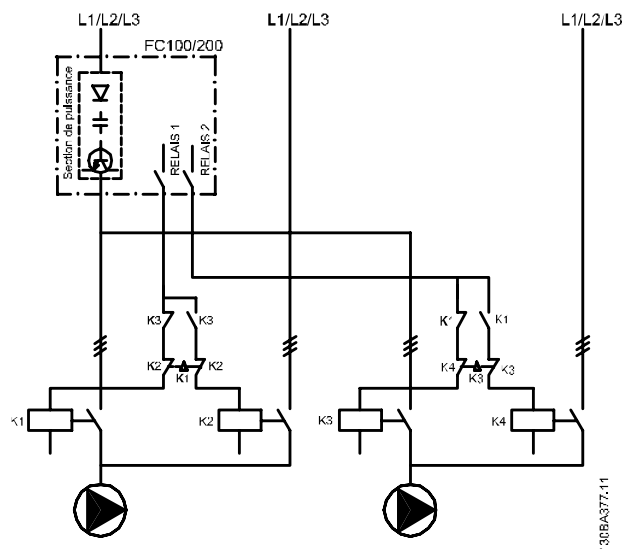 L1/L2/L3
L1/L2/L3
L1/L2/L3
FC100/200
Section de puissance
RELAIS 1
RELAIS 2
K3
K3
K1
K1
K2
K2
K1
K4
K3
K3
K1
K2
K3
K4
130BA377.11